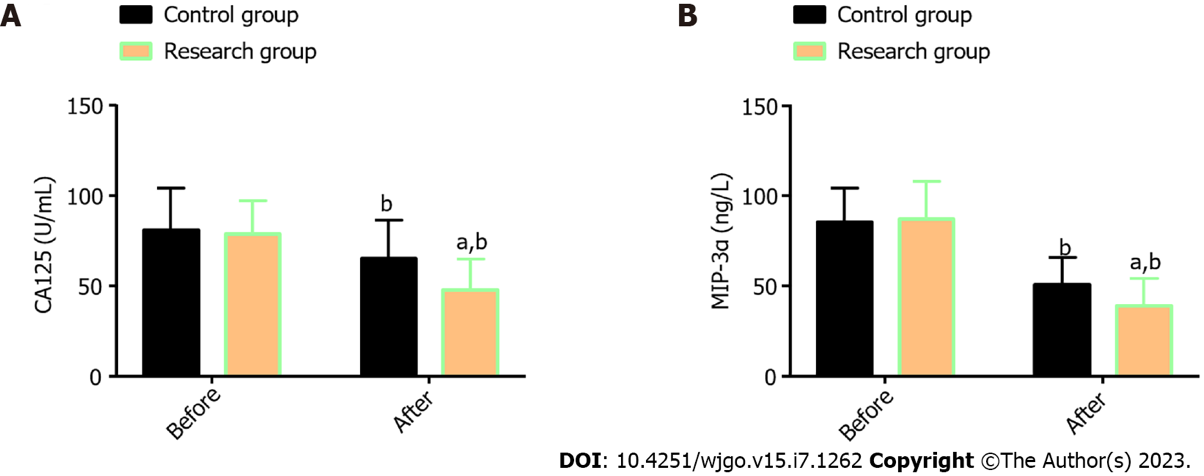 A
Control group
Research group
CA125 (U/mL)
150
100
50
0
b
a,b
Before
After
B
Control group
Research group
MIP-3α (ng/L)
150
100
50
0
b
a,b
Before
After
DOI: 10.4251/wjgo.v15.i7.1262 Copyright ©The Author(s) 2023.